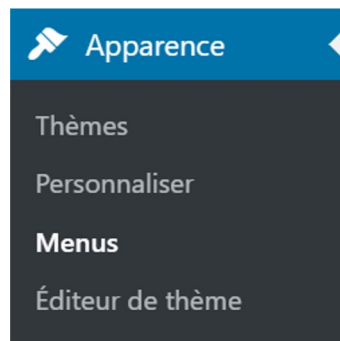 Apparence
Thèmes
Personnaliser
Menus
Éditeur de thème